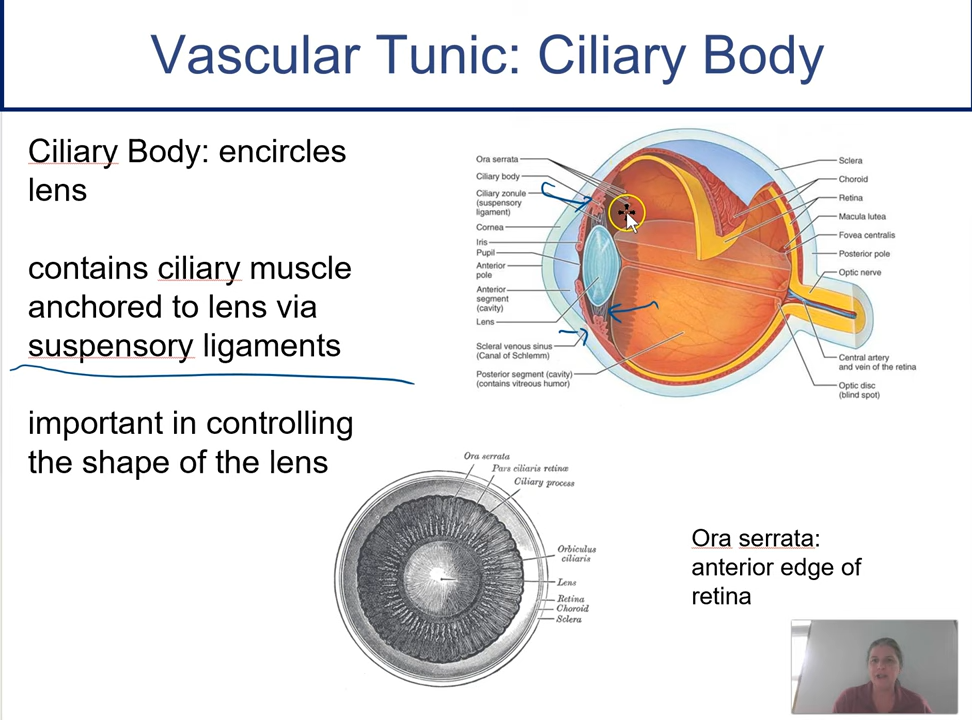 Vascular Tunic: Ciliary Body
Ciliary Body: encircles
lens
contains ciliary muscle
anchored to lens via
suspensory ligaments
important in controlling
the shape of the lens
Ora serrata
Ciliary body
Ciliary zonule
(suspensory
ligament)
Cornea
Iris
Pupil
Anterior
pole
Anterior
segment
(cavity)
Lens
Scleral venous sinus
(Canal of Schlemm)
Posterior segment (cavity)
(contains vitreous humor)
Sclera
Choroid
Retina
Macula lutea
Fovea centralis
Posterior pole
Optic nerve
Central artery
and vein of the retina
Optic disc
(blind spot)
Ora serrata
Pars ciliaris retinæ
Ciliary process
Orbiculus
ciliaris
Lens
Retina
Choroid
Sclera
Ora serrata:
anterior edge of
retina